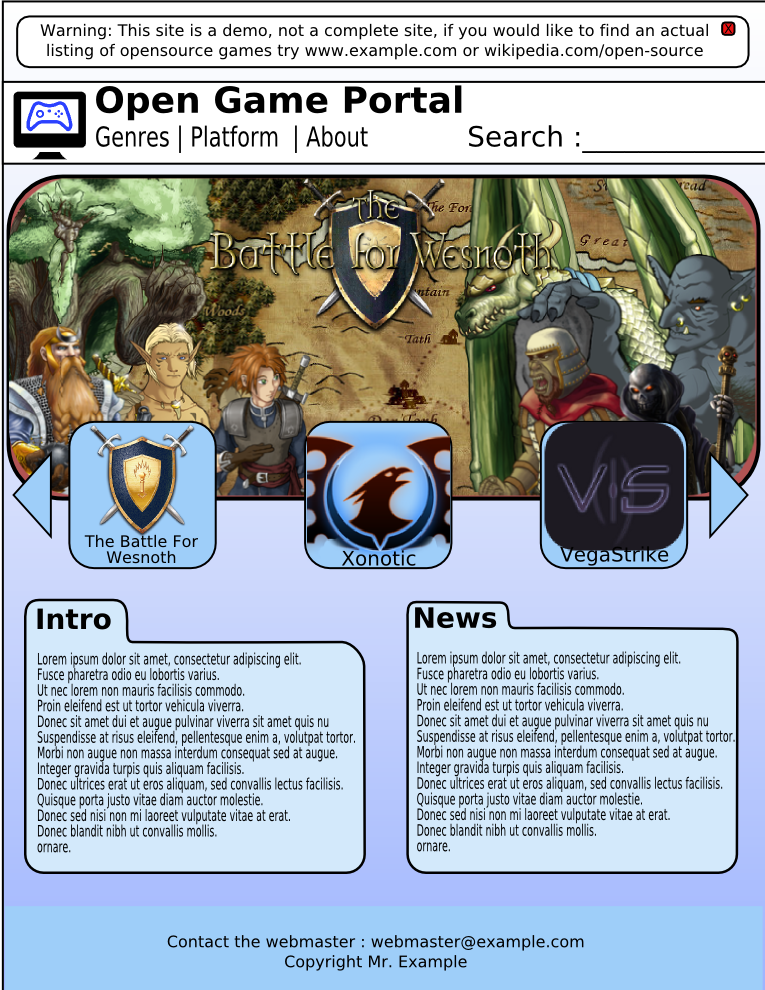 Warning: This site is a demo, not a complete site, if you would like to find an actual
listing of opensource games try www.example.com or wikipedia.com/open-source
Open Game Portal
Genres | Platform | About
Search :
The
Battle for Wesnoth
The
Great
Woods
Tath
The Battle For
Wesnoth
Xonotic
VS
VegaStrike
Intro
Lorem ipsum dolor sit amet, consectetur adipiscing elit.
Fusce pharetra odio eu lobortis varius.
Ut nec lorem non mauris facilisis commodo.
Proin eleifend est ut tortor vehicula viverra.
Donec sit amet dui et augue pulvinar viverra sit amet quis nu
Suspendisse at risus eleifend, pellentesque enim a, volutpat tortor.
Morbi non augue non massa interdum consequat sed at augue.
Integer gravida turpis quis aliquam facilisis.
Donec ultrices erat ut eros aliquam, sed convallis lectus facilisis.
Quisque porta justo vitae diam auctor molestie.
Donec sed nisi non mi laoreet vulputate vitae at erat.
Donec blandit nibh ut convallis mollis.
ornare.
News
Lorem ipsum dolor sit amet, consectetur adipiscing elit.
Fusce pharetra odio eu lobortis varius.
Ut nec lorem non mauris facilisis commodo.
Proin eleifend est ut tortor vehicula viverra.
Donec sit amet dui et augue pulvinar viverra sit amet quis nu
Suspendisse at risus eleifend, pellentesque enim a, volutpat tortor.
Morbi non augue non massa interdum consequat sed at augue.
Integer gravida turpis quis aliquam facilisis.
Donec ultrices erat ut eros aliquam, sed convallis lectus facilisis.
Quisque porta justo vitae diam auctor molestie.
Donec sed nisi non mi laoreet vulputate vitae at erat.
Donec blandit nibh ut convallis mollis.
ornare.
Contact the webmaster : webmaster@example.com
Copyright Mr. Example